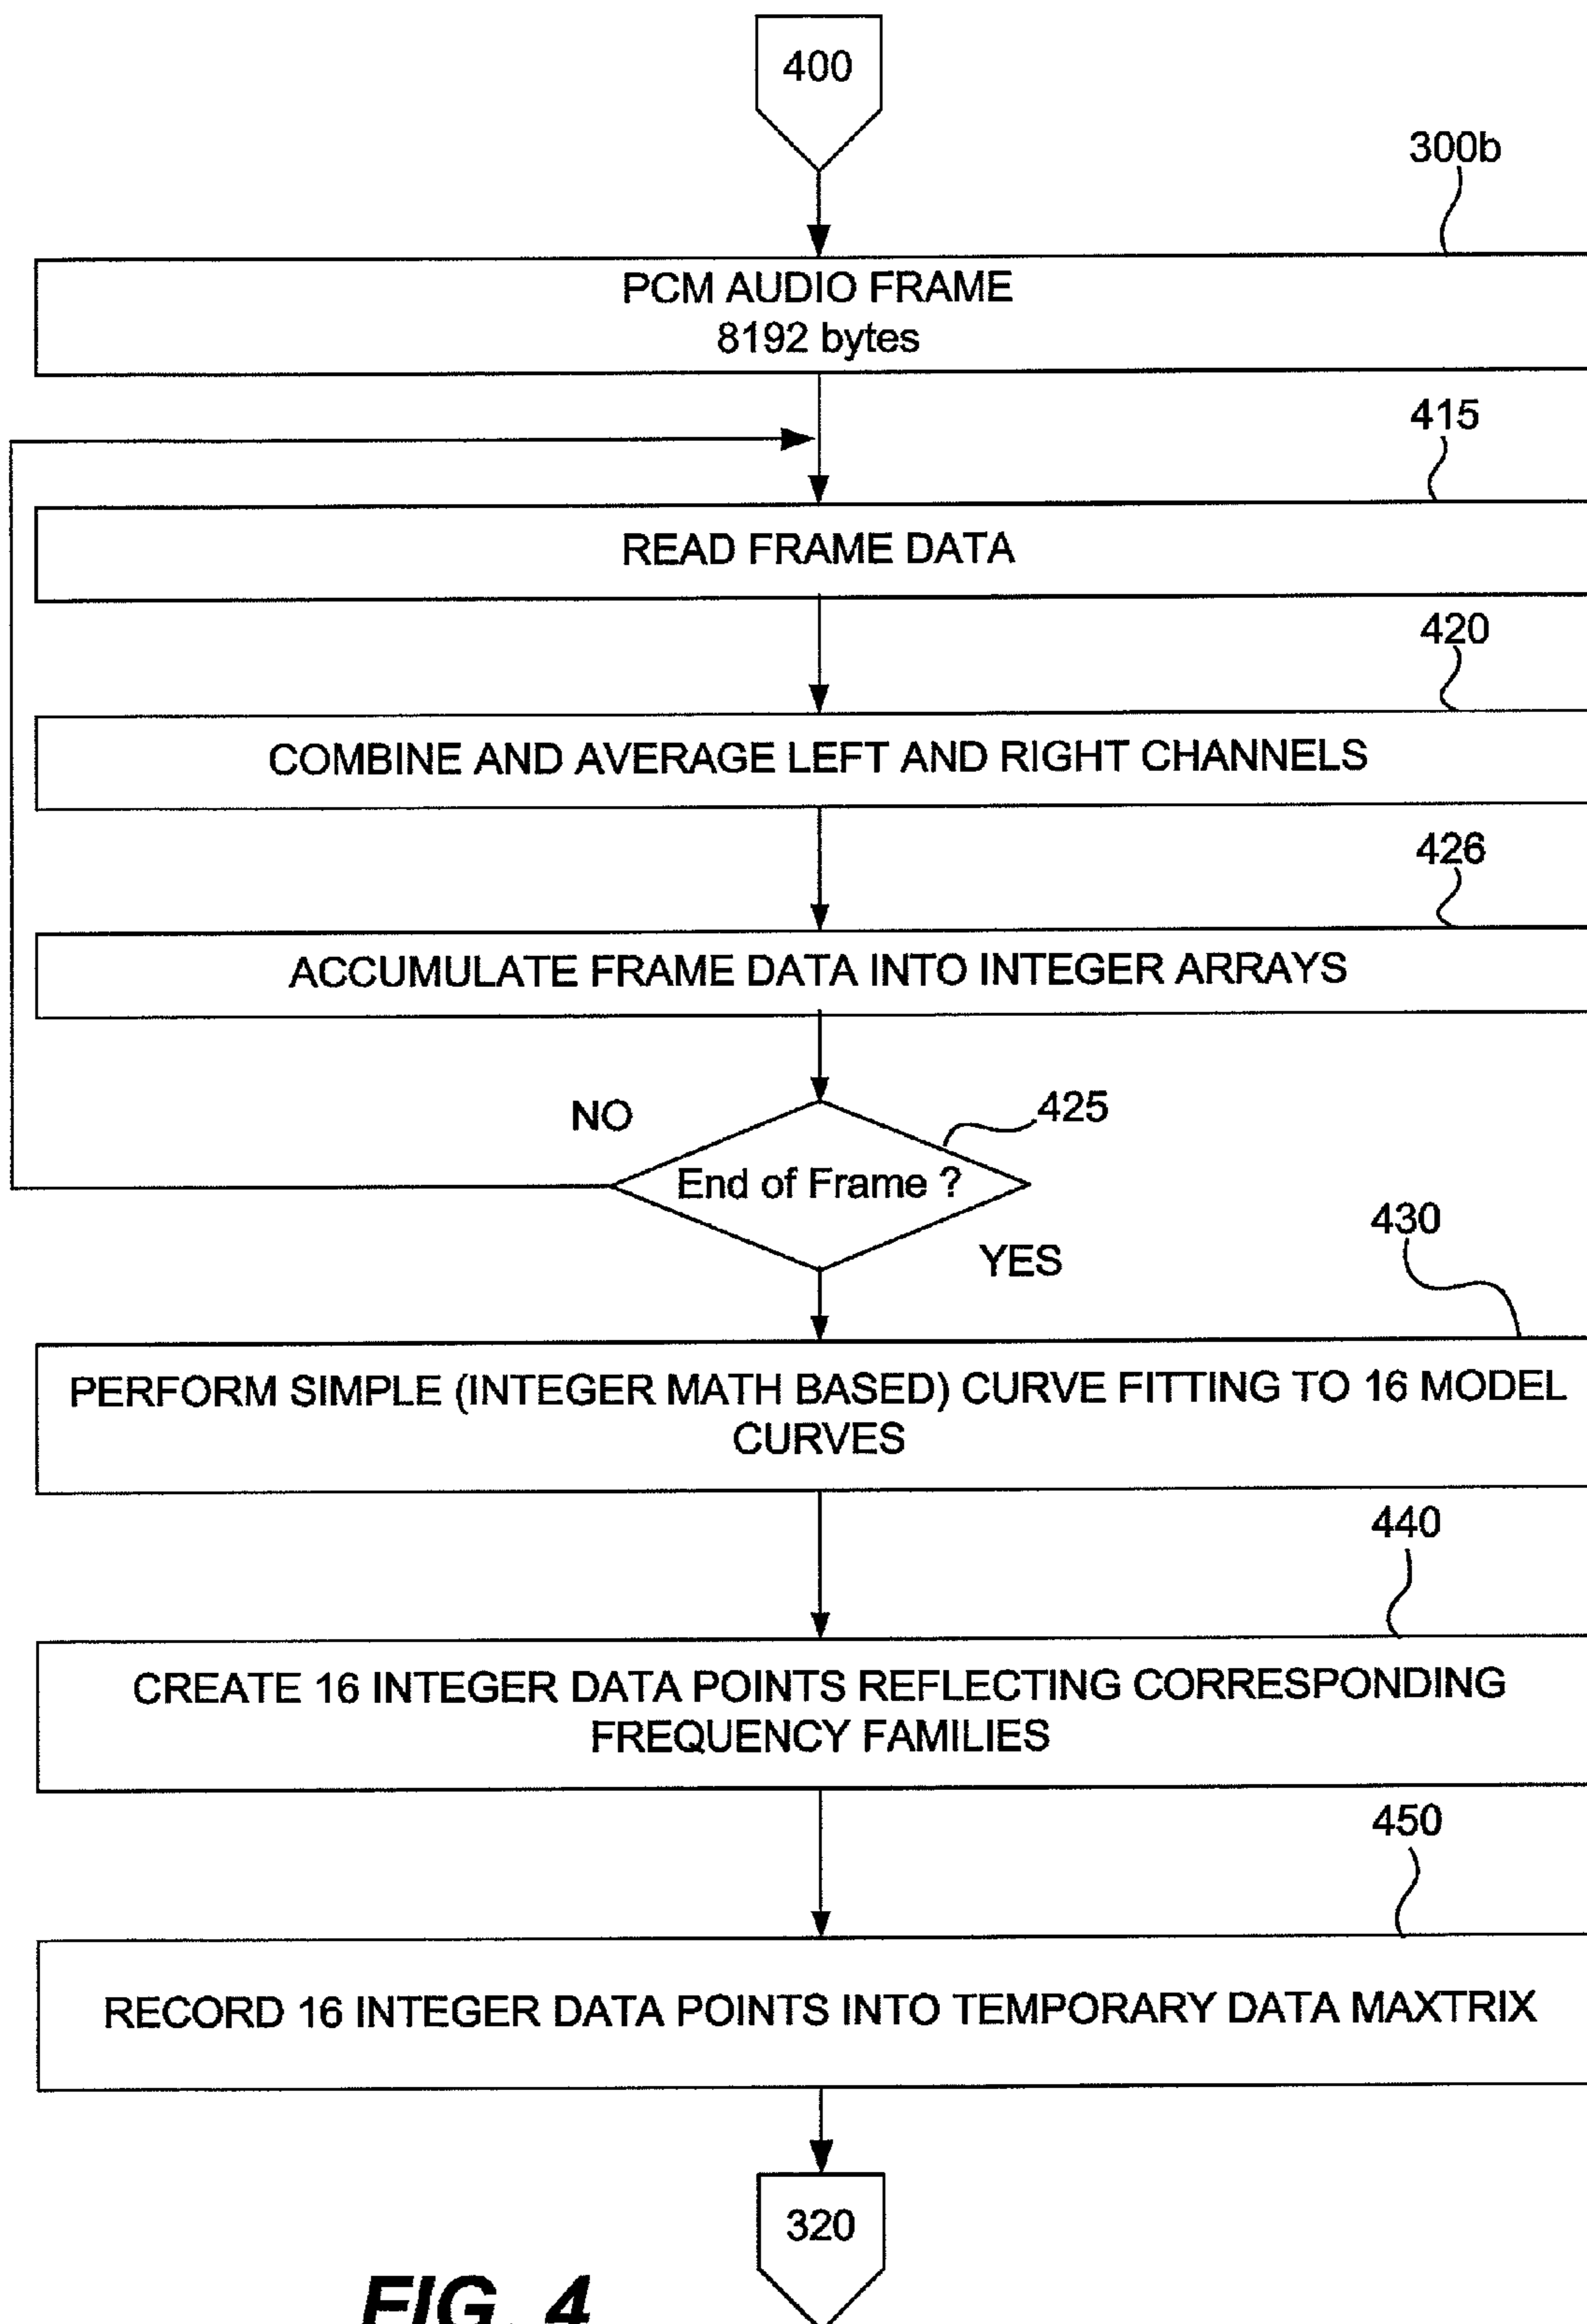 400
300b
PCM AUDIO FRAME
8192 bytes
415
READ FRAME DATA
420
COMBINE AND AVERAGE LEFT AND RIGHT CHANNELS
426
ACCUMULATE FRAME DATA INTO INTEGER ARRAYS
NO
425
End of Frame ?
YES
430
PERFORM SIMPLE (INTEGER MATH BASED) CURVE FITTING TO 16 MODEL
CURVES
440
CREATE 16 INTEGER DATA POINTS REFLECTING CORRESPONDING
FREQUENCY FAMILIES
450
RECORD 16 INTEGER DATA POINTS INTO TEMPORARY DATA MAXTRIX
320
FIG. 4